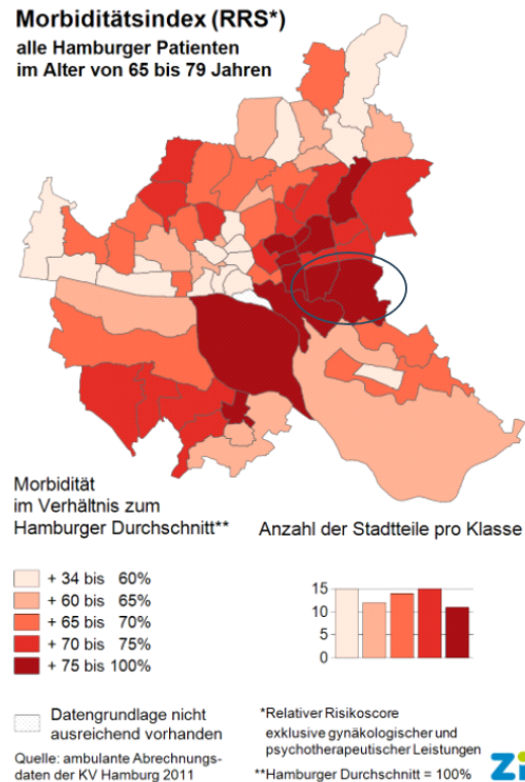 Morbiditätsindex (RRS*)
alle Hamburger Patienten
im Alter von 65 bis 79 Jahren
Morbidität
im Verhältnis zum
Hamburger Durchschnitt**
+ 34 bis 60%
+ 60 bis 65%
+ 65 bis 70%
+ 70 bis 75%
+ 75 bis 100%
Datengrundlage nicht
ausreichend vorhanden
Quelle: ambulante Abrechnungs-
daten der KV Hamburg 2011
Anzahl der Stadtteile pro Klasse
15
10
5
0
*Relativer Risikoscore
exklusive gynäkologischer und
psychotherapeutischer Leistungen
**Hamburger Durchschnitt = 100%